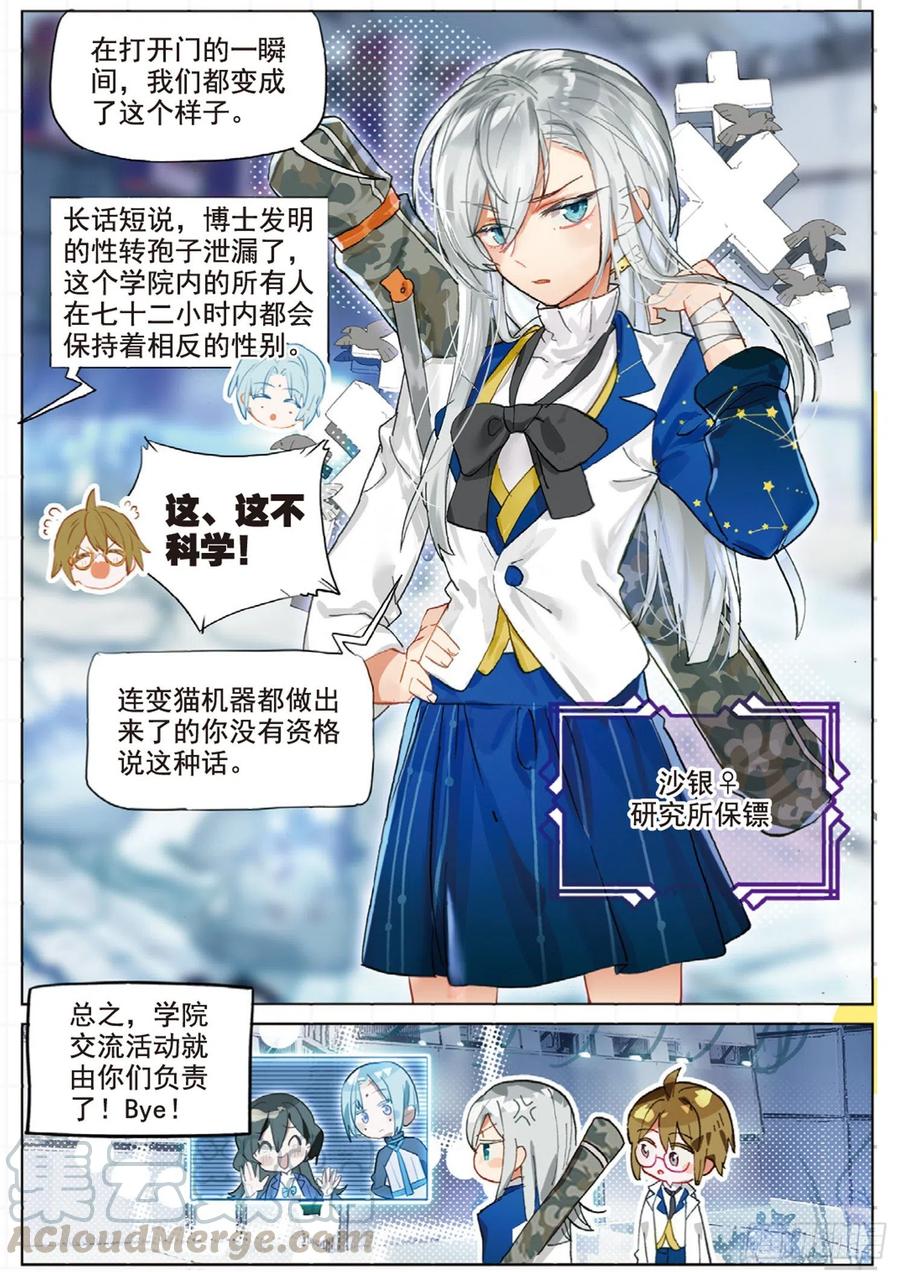 在打开门的一瞬
间，我们都变成
了这个样子。
长话短说，博士发明
的性转孢子泄漏了，
这个学院内的所有人
在七十二小时内都会
保持着相反的性别。
这、这不
科学！
连变猫机器都做出
来了的你没有资格
说这种话。
沙银♀
研究所保镖
总之，学院
交流活动就
由你们负责
了！Bye！
集云数据
ACloudMerge.com